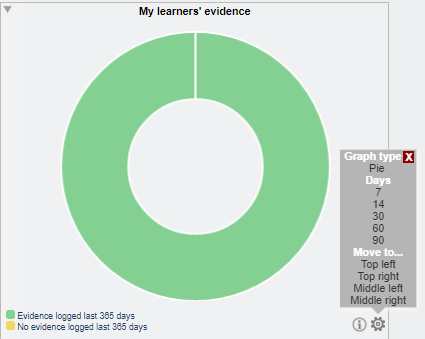 My learners' evidence
Graph type X
Pie
Days
7
14
30
60
90
Move to...
Top left
Top right
Middle left
Middle right
Evidence logged last 365 days
No evidence logged last 365 days